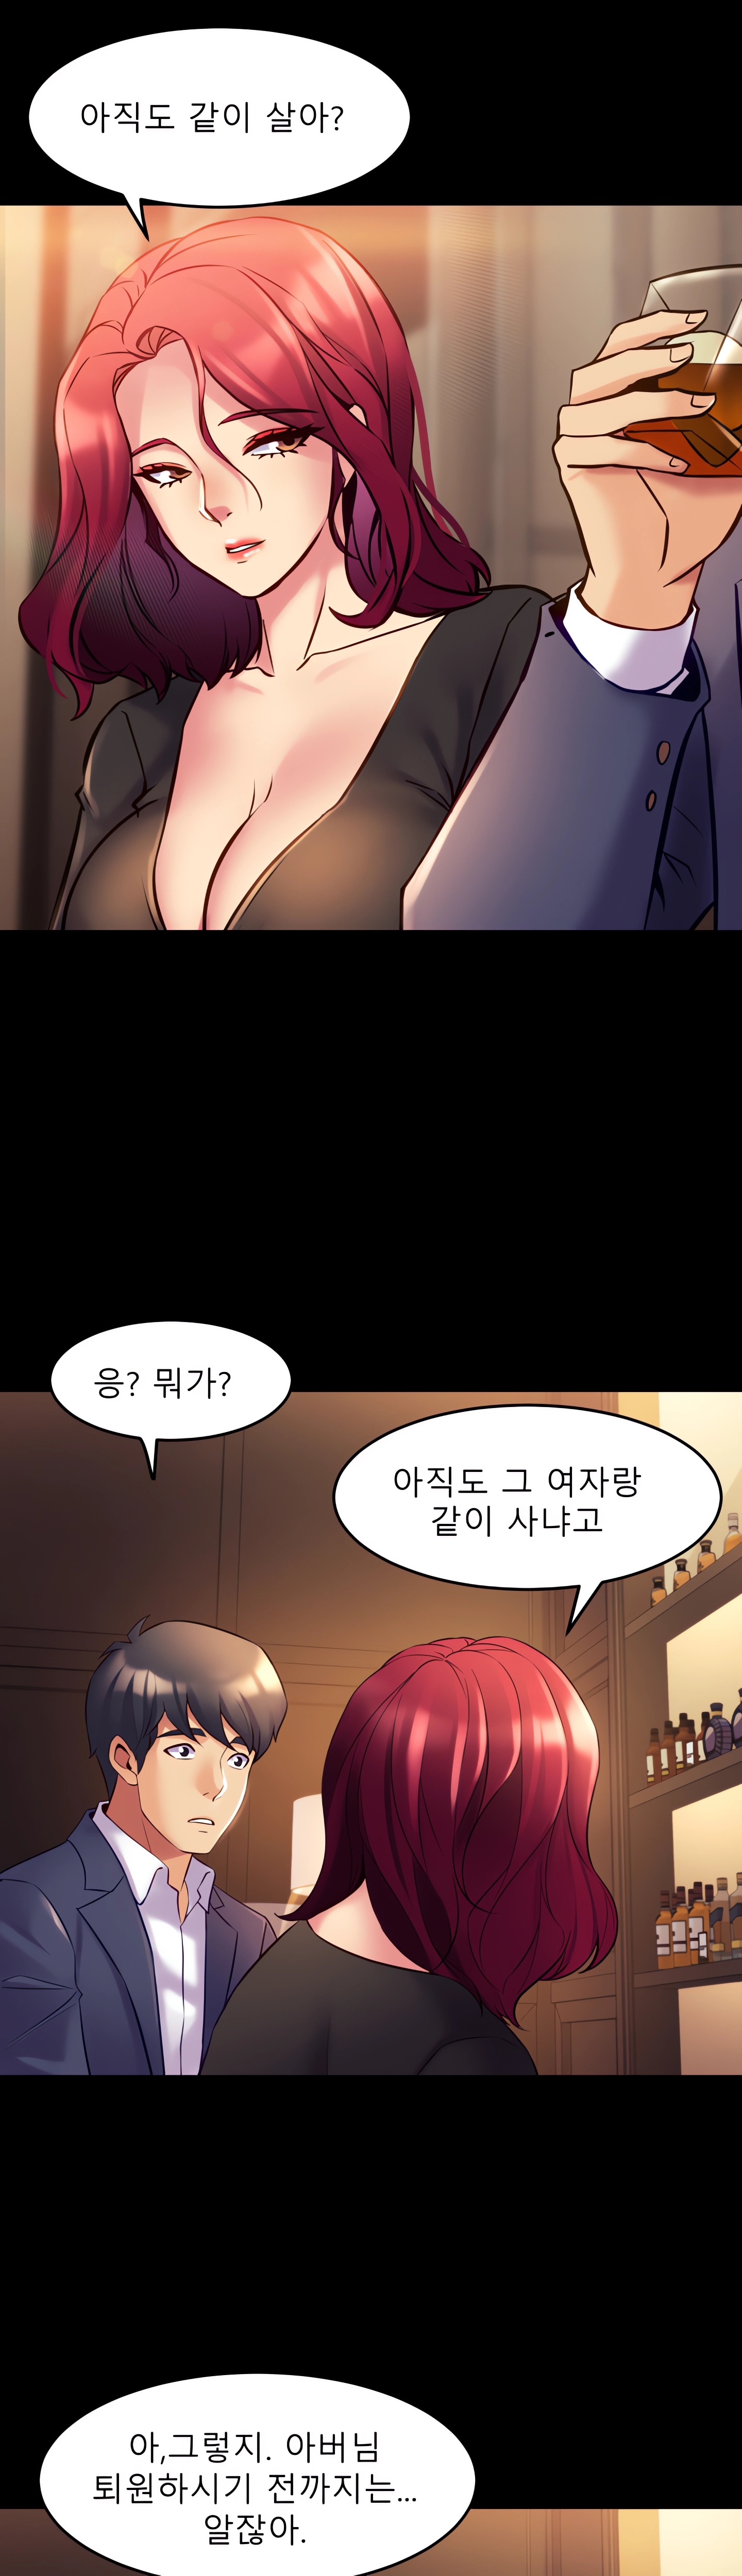 아직도 같이 살아?
응? 뭐가?
아직도 그 여자랑
같이 사냐고
아,그렇지. 아버님
퇴원하시기 전까지는...
알잖아.